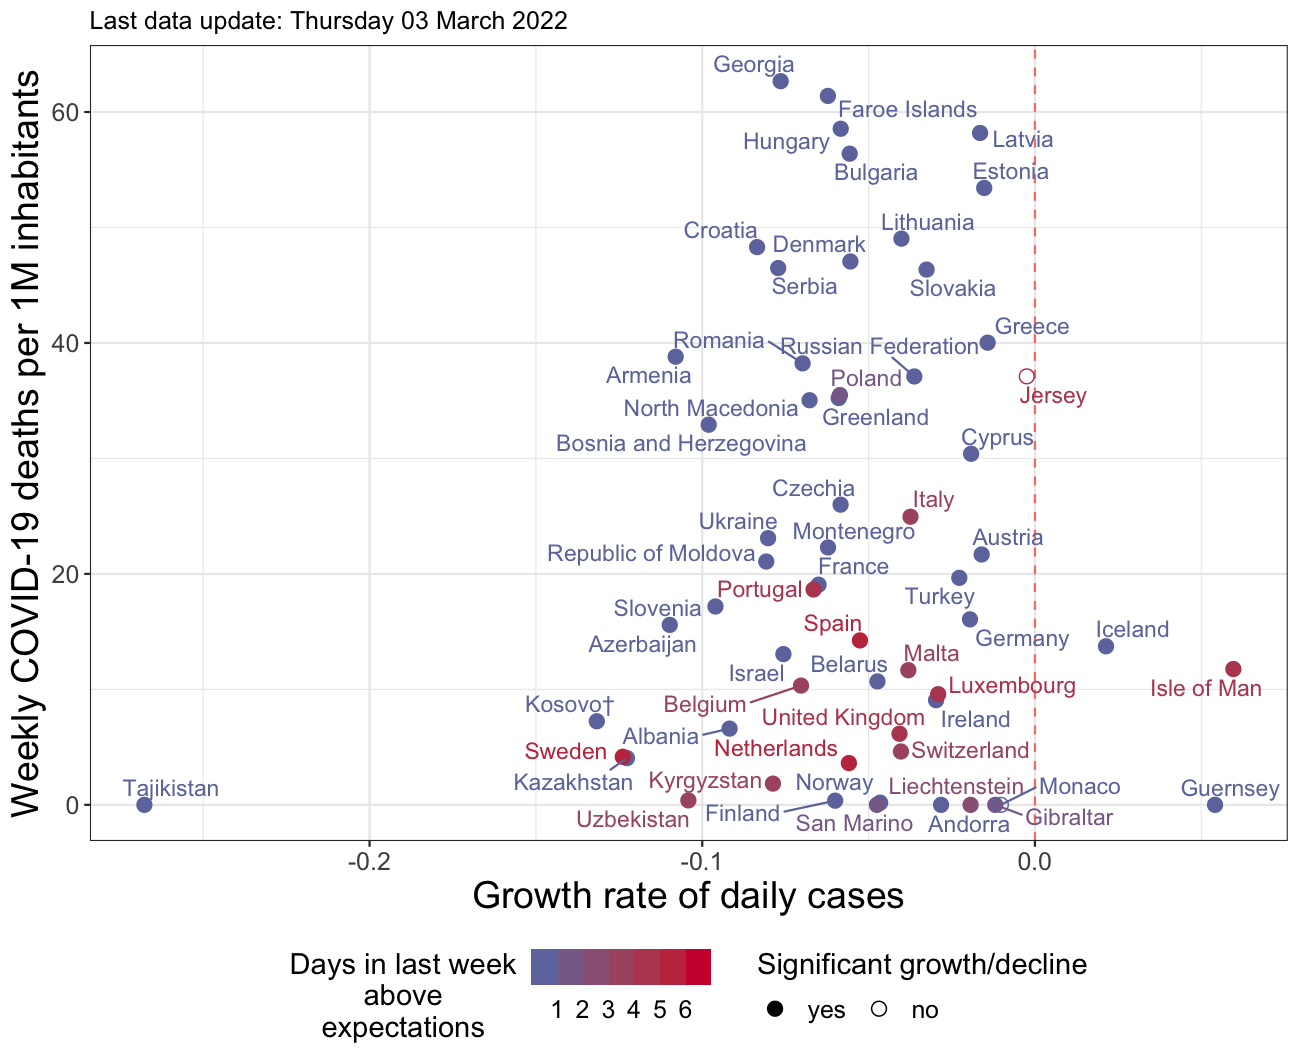 Last data update: Thursday 03 March 2022
Weekly COVID-19 deaths per 1M inhabitants
60
40
20
0
Georgia
Faroe Islands
Hungary
Latvia
Bulgaria
Estonia
Lithuania
Croatia
Denmark
Serbia
Slovakia
Greece
Romania
Russian Federation
Armenia
Poland
Jersey
North Macedonia
Greenland
Bosnia and Herzegovina
Cyprus
Czechia
Italy
Ukraine
Montenegro
Austria
Republic of Moldova
France
Portugal
Turkey
Slovenia
Spain
Iceland
Azerbaijan
Germany
Malta
Belarus
Israel
Luxembourg
Isle of Man
Kosovo†
Belgium
United Kingdom
Ireland
Albania
Sweden
Netherlands
Switzerland
Kazakhstan
Kyrgyzstan
Norway
Liechtenstein
Monaco
Tajikistan
Guernsey
Uzbekistan
Finland
San Marino
Andorra
Gibraltar
-0.2
-0.1
0.0
Growth rate of daily cases
Days in last week
above
expectations
1 2 3 4 5 6
Significant growth/decline
yes
no